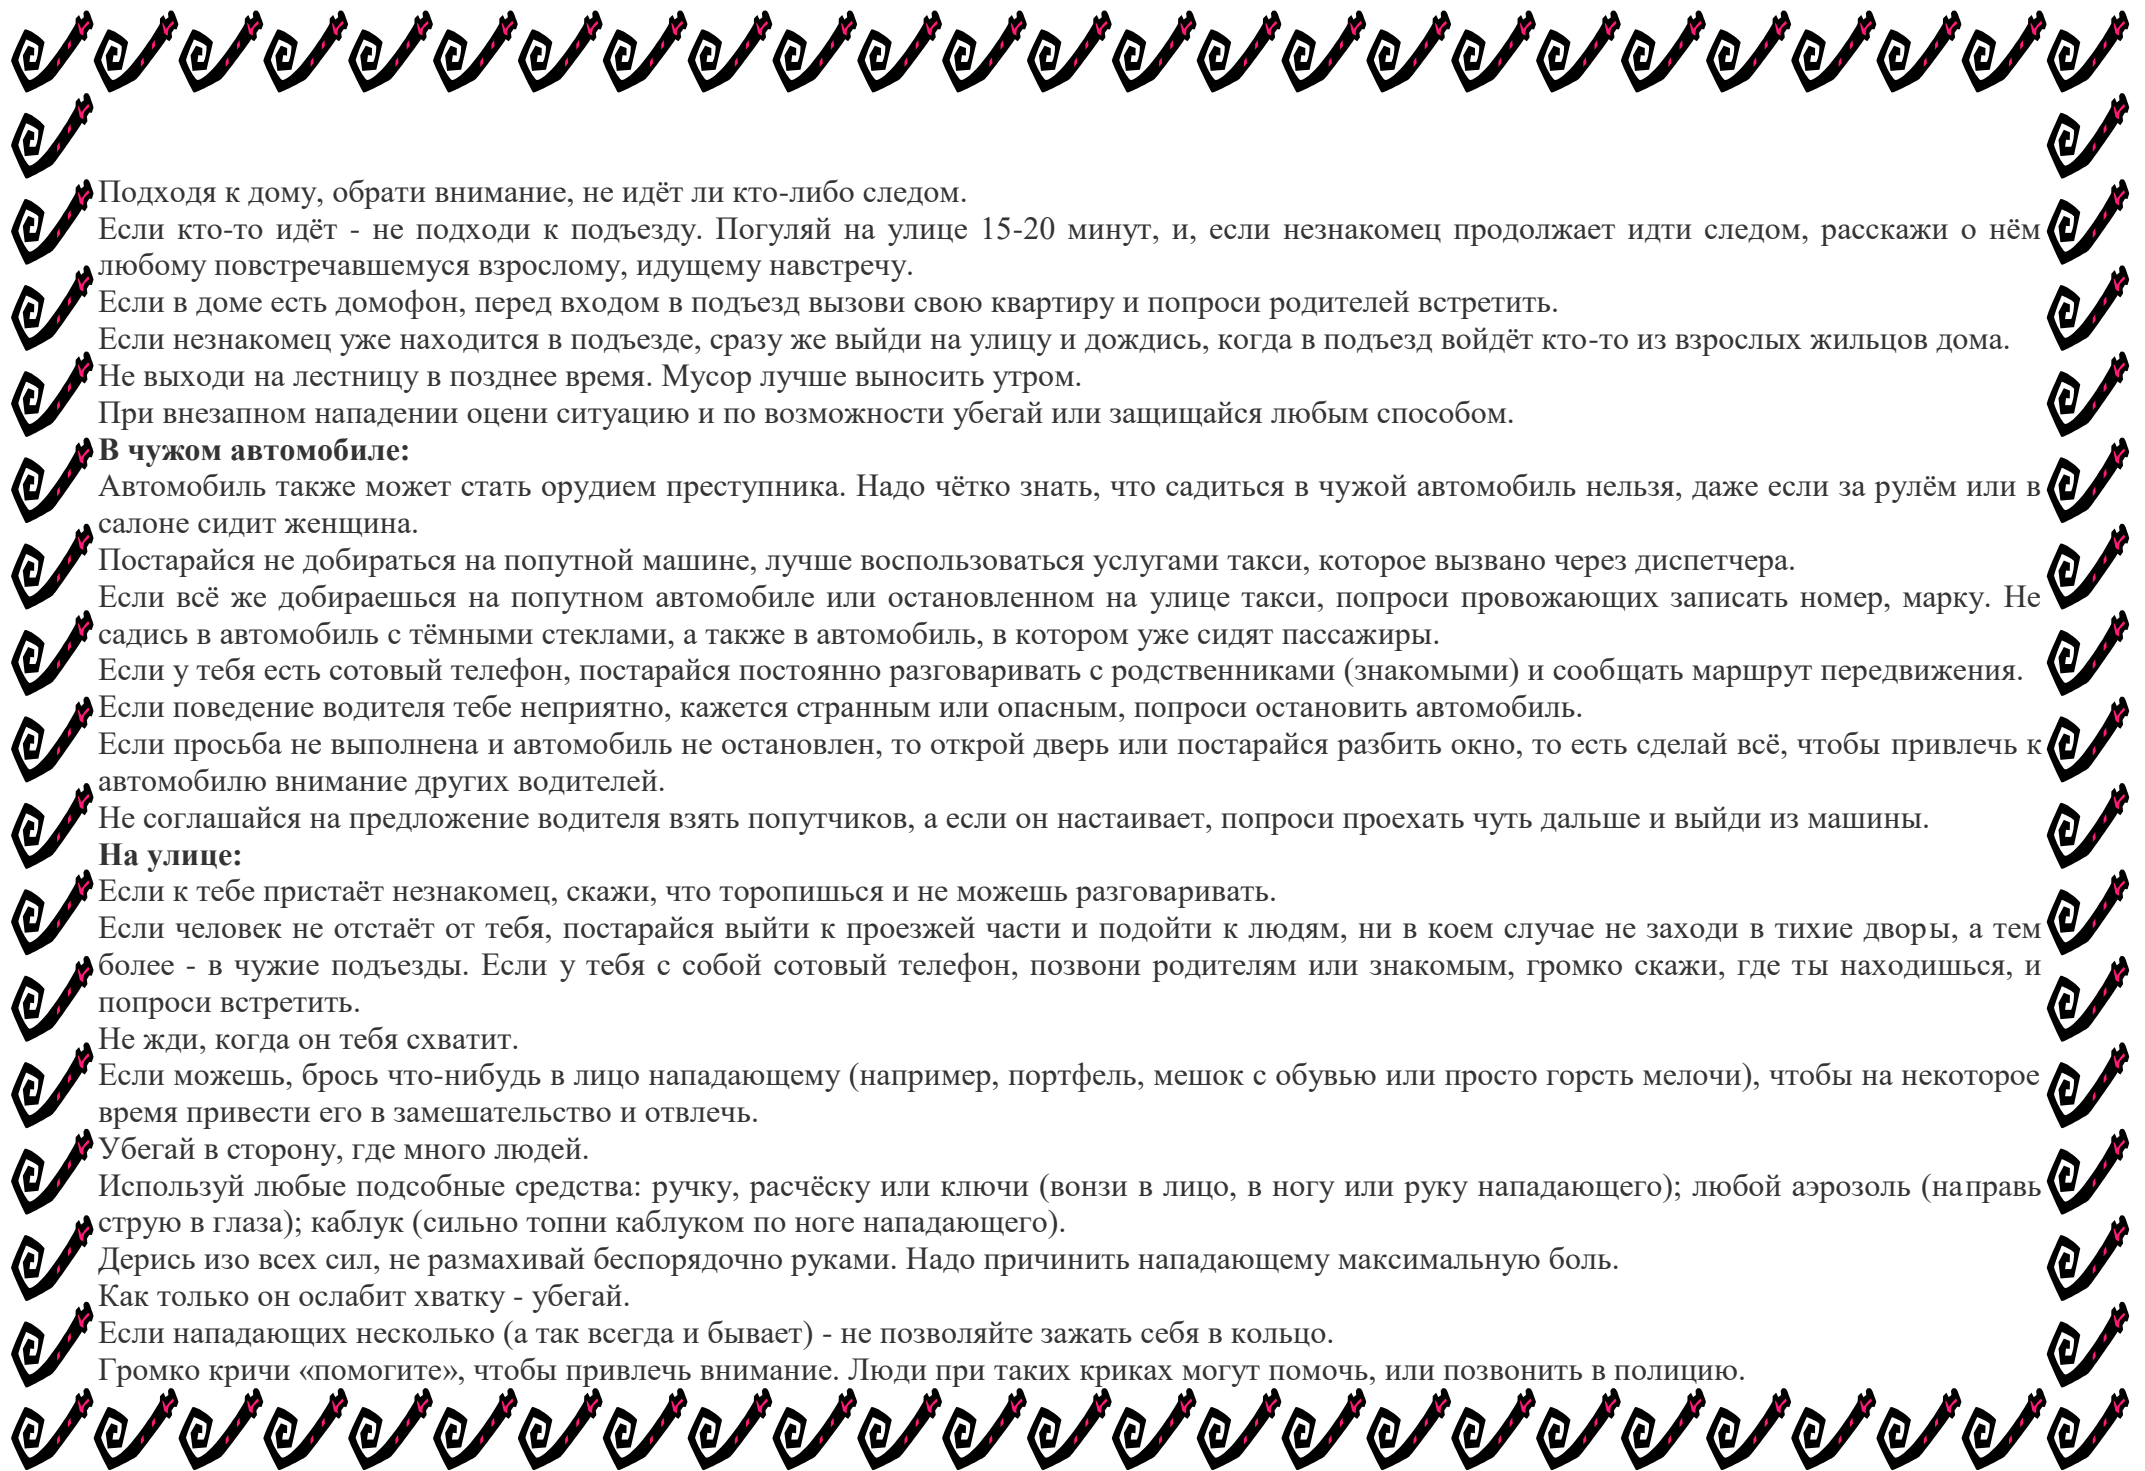 Подходя к дому, обрати внимание, не идёт ли кто-либо следом.
Если кто-то идёт - не подходи к подъезду. Погуляй на улице 15-20 минут, и, если незнакомец продолжает идти следом, расскажи о нём
любому повстречавшемуся взрослому, идущему навстречу.
Если в доме есть домофон, перед входом в подъезд вызови свою квартиру и попроси родителей встретить.
Если незнакомец уже находится в подъезде, сразу же выйди на улицу и дождись, когда в подъезд войдёт кто-то из взрослых жильцов дома.
Не выходи на лестницу в позднее время. Мусор лучше выносить утром.
При внезапном нападении оцени ситуацию и по возможности убегай или защищайся любым способом.
В чужом автомобиле:
Автомобиль также может стать орудием преступника. Надо чётко знать, что садиться в чужой автомобиль нельзя, даже если за рулём или в
салоне сидит женщина.
Постарайся не добираться на попутной машине, лучше воспользоваться услугами такси, которое вызвано через диспетчера.
Если всё же добираешься на попутном автомобиле или остановленном на улице такси, попроси провожающих записать номер, марку. Не
садись в автомобиль с тёмными стеклами, а также в автомобиль, в котором уже сидят пассажиры.
Если у тебя есть сотовый телефон, постарайся постоянно разговаривать с родственниками (знакомыми) и сообщать маршрут передвижения.
Если поведение водителя тебе неприятно, кажется странным или опасным, попроси остановить автомобиль.
Если просьба не выполнена и автомобиль не остановлен, то открой дверь или постарайся разбить окно, то есть сделай всё, чтобы привлечь к
автомобилю внимание других водителей.
Не соглашайся на предложение водителя взять попутчиков, а если он настаивает, попроси проехать чуть дальше и выйди из машины.
На улице:
Если к тебе пристаёт незнакомец, скажи, что торопишься и не можешь разговаривать.
Если человек не отстаёт от тебя, постарайся выйти к проезжей части и подойти к людям, ни в коем случае не заходи в тихие дворы, а тем
более - в чужие подъезды. Если у тебя с собой сотовый телефон, позвони родителям или знакомым, громко скажи, где ты находишься, и
попроси встретить.
Не жди, когда он тебя схватит.
Если можешь, брось что-нибудь в лицо нападающему (например, портфель, мешок с обувью или просто горсть мелочи), чтобы на некоторое
время привести его в замешательство и отвлечь.
Убегай в сторону, где много людей.
Используй любые подсобные средства: ручку, расчёску или ключи (вонзи в лицо, в ногу или руку нападающего); любой аэрозоль (направь
струю в глаза); каблук (сильно топни каблуком по ноге нападающего).
Дерись изо всех сил, не размахивай беспорядочно руками. Надо причинить нападающему максимальную боль.
Как только он ослабит хватку - убегай.
Если нападающих несколько (а так всегда и бывает) - не позволяйте зажать себя в кольцо.
Громко кричи «помогите», чтобы привлечь внимание. Люди при таких криках могут помочь, или позвонить в полицию.